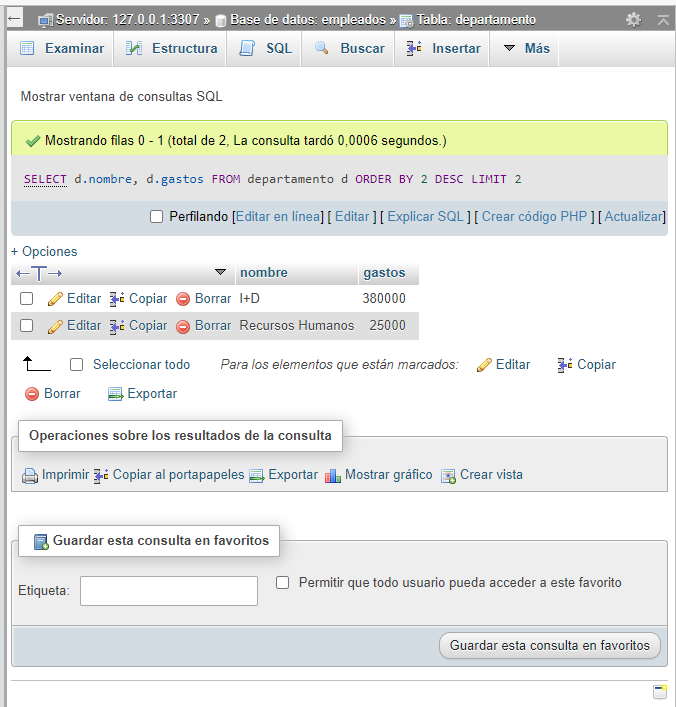 Servidor: 127.0.0.1:3307 » Base de datos: empleados » Tabla: departamento
Examinar Estructura SQL Buscar Insertar Más
Mostrar ventana de consultas SQL
Mostrando filas 0 - 1 (total de 2, La consulta tardó 0,0006 segundos.)
SELECT d.nombre, d.gastos FROM departamento d ORDER BY 2 DESC LIMIT 2
Perfilando [Editar en línea] [ Editar ] [ Explicar SQL ] [ Crear código PHP ] [ Actualizar]
+ Opciones
←T→ nombre gastos
Editar Copiar Borrar I+D 380000
Editar Copiar Borrar Recursos Humanos 25000
Seleccionar todo Para los elementos que están marcados: Editar Copiar
Borrar Exportar
Operaciones sobre los resultados de la consulta
Imprimir Copiar al portapapeles Exportar Mostrar gráfico Crear vista
Guardar esta consulta en favoritos
Etiqueta: Permitir que todo usuario pueda acceder a este favorito
Guardar esta consulta en favoritos